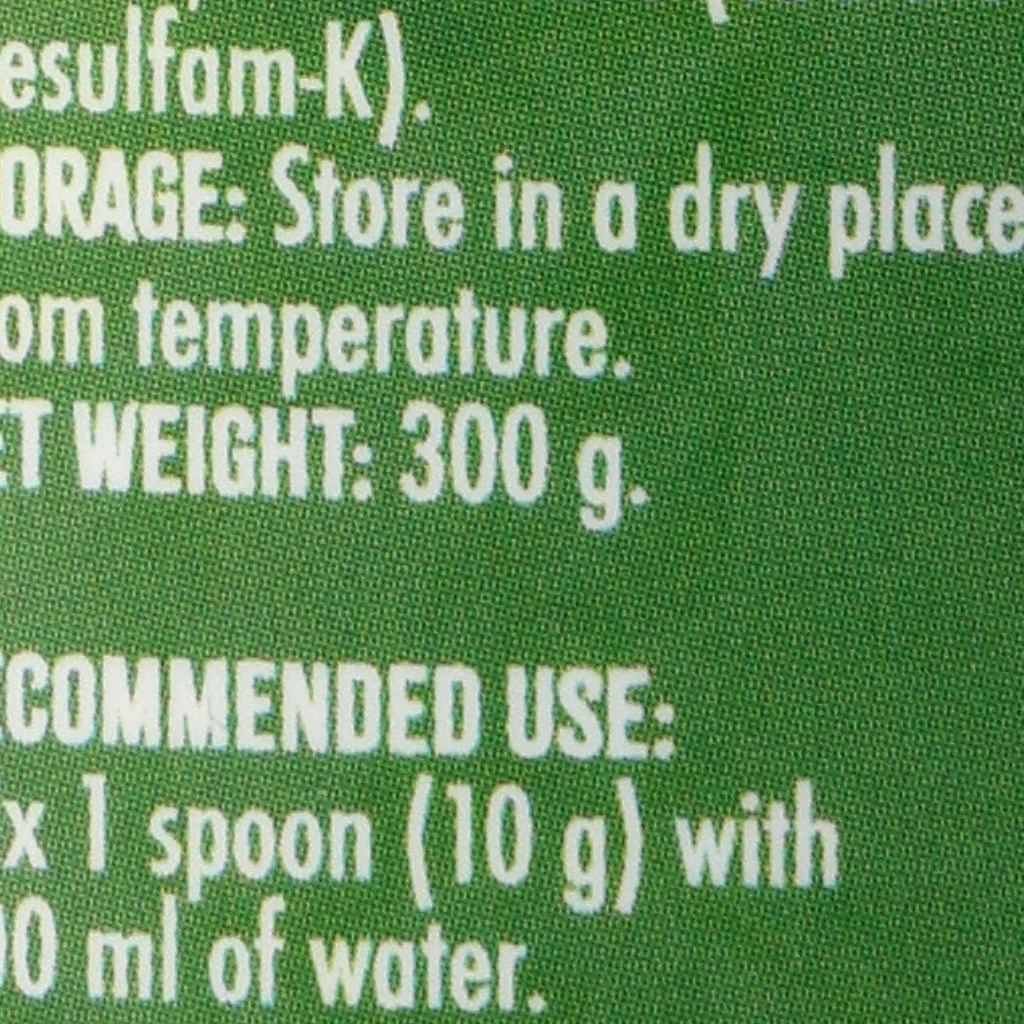 esulfam-K).
ORAGE: Store in a dry place
om temperature.
ET WEIGHT: 300 g.
ECOMMENDED USE:
x 1 spoon (10 g) with
00 ml of water.